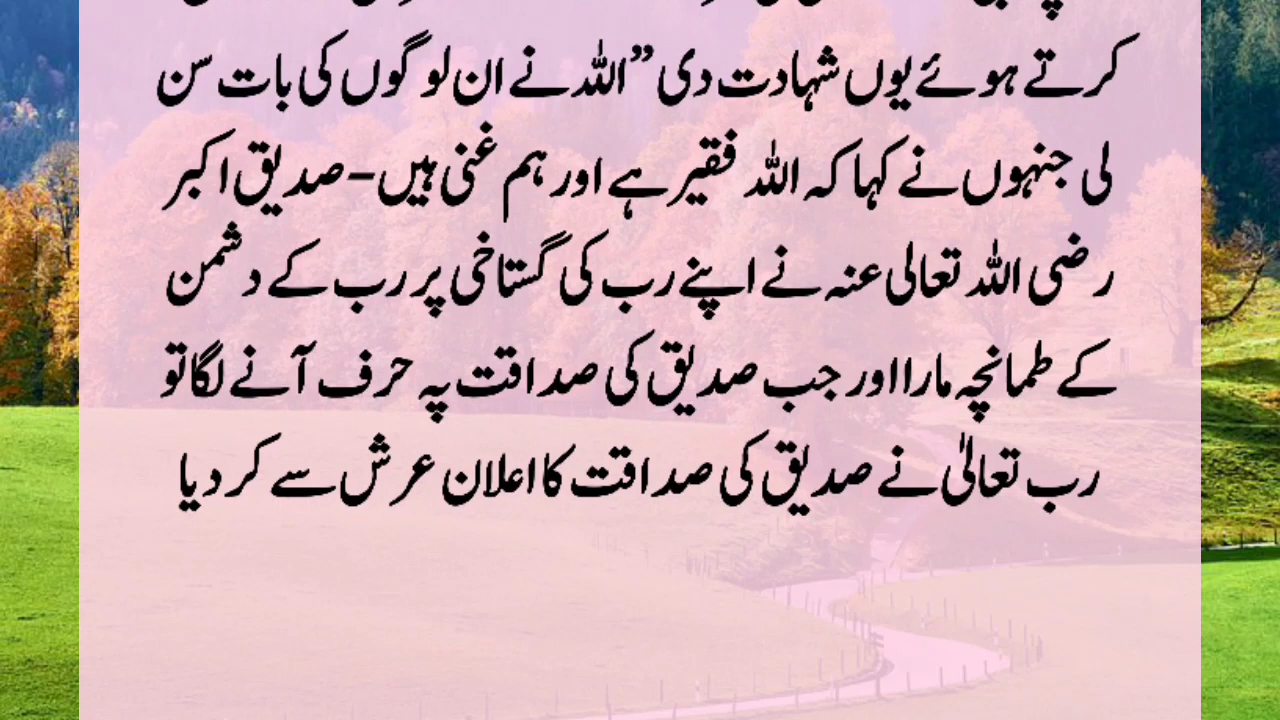 کرتے ہوئے یوں شہادت دی ”اللہ نے ان لوگوں کی بات سن
لی جنہوں نے کہا کہ اللہ فقیر ہے اور ہم غنی ہیں-صدیق اکبر
رضی اللہ تعالی عنہ نے اپنے رب کی گستاخی پر رب کے دشمن
کے طمانچہ مارا اور جب صدیق کی صداقت پہ حرف آنے لگا تو
رب تعالیٰ نے صدیق کی صداقت کا اعلان عرش سے کر دیا